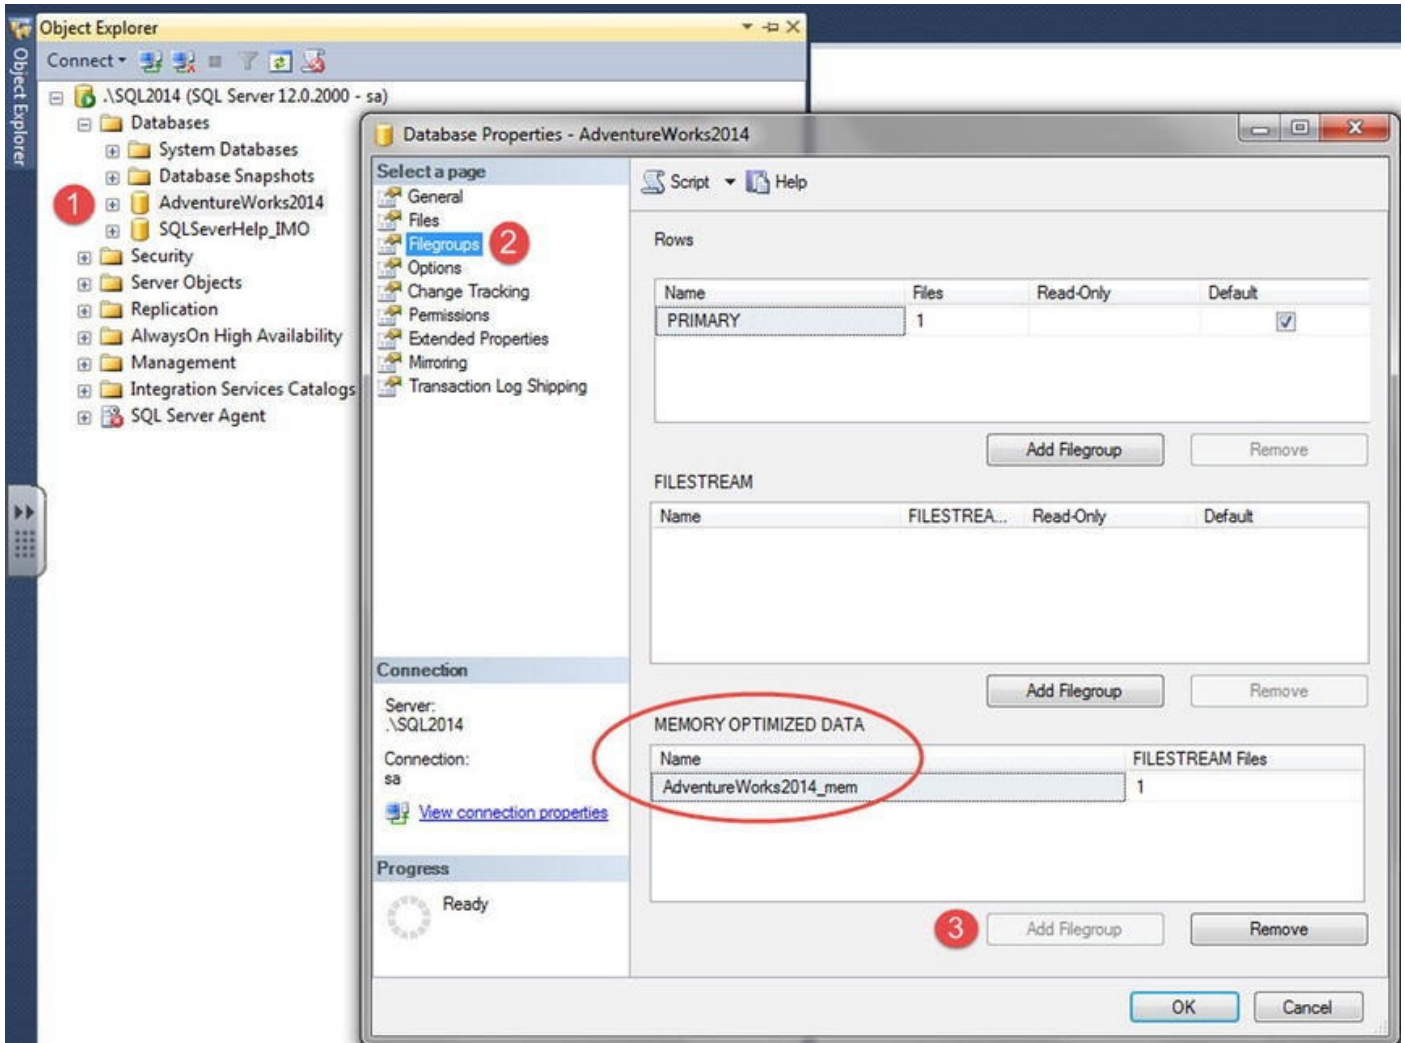 Object Explorer
Object Explorer
Connect
.\SQL2014 (SQL Server 12.0.2000 - sa)
Databases
System Databases
Database Snapshots
1
AdventureWorks2014
SQLSeverHelp_IMO
Security
Server Objects
Replication
AlwaysOn High Availability
Management
Integration Services Catalogs
SQL Server Agent
Database Properties - AdventureWorks2014
Select a page
General
Files
Filegroups 2
Options
Change Tracking
Permissions
Extended Properties
Mirroring
Transaction Log Shipping
Connection
Server:
.\SQL2014
Connection:
sa
View connection properties
Progress
Ready
Script Help
Rows
Name Files Read-Only Default
PRIMARY 1
Add Filegroup Remove
FILESTREAM
Name FILESTREA... Read-Only Default
Add Filegroup Remove
MEMORY OPTIMIZED DATA
Name FILESTREAM Files
AdventureWorks2014_mem 1
3 Add Filegroup Remove
OK Cancel